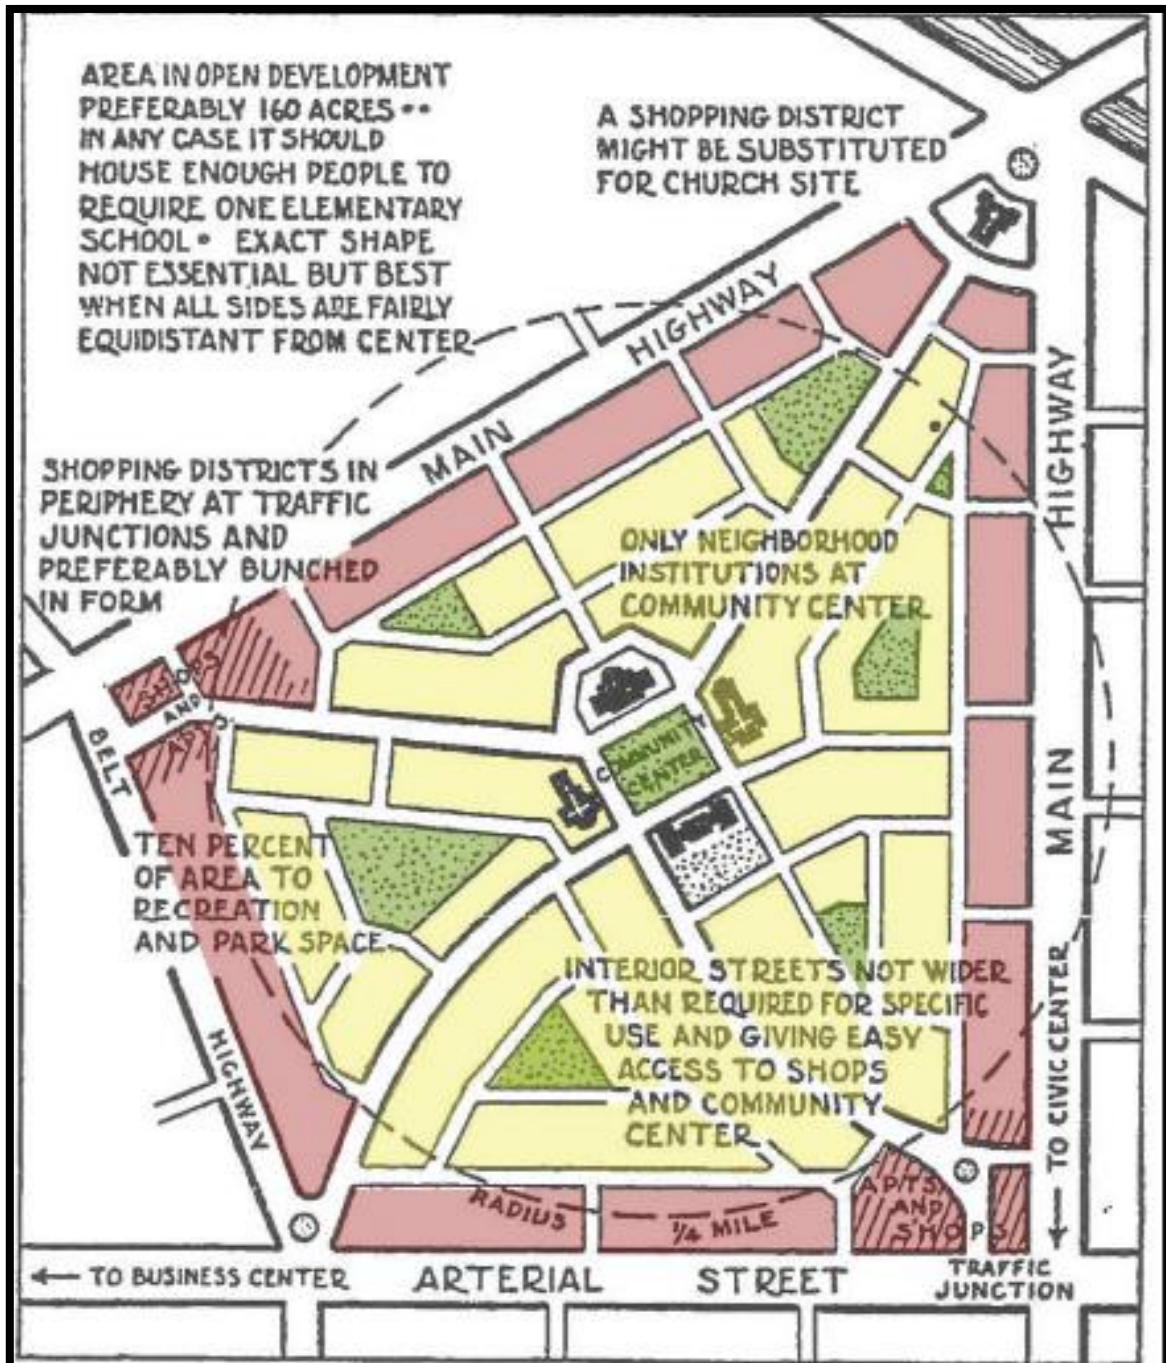 AREA IN OPEN DEVELOPMENT
PREFERABLY 160 ACRES ••
IN ANY CASE IT SHOULD
HOUSE ENOUGH PEOPLE TO
REQUIRE ONE ELEMENTARY
SCHOOL • EXACT SHAPE
NOT ESSENTIAL BUT BEST
WHEN ALL SIDES ARE FAIRLY
EQUIDISTANT FROM CENTER
A SHOPPING DISTRICT
MIGHT BE SUBSTITUTED
FOR CHURCH SITE
MAIN HIGHWAY
HIGHWAY
MAIN
SHOPPING DISTRICTS IN
PERIPHERY AT TRAFFIC
JUNCTIONS AND
PREFERABLY BUNCHED
IN FORM
ONLY NEIGHBORHOOD
INSTITUTIONS AT
COMMUNITY CENTER
SHOPS
AND
APTS
BELT
HIGHWAY
COMMUNITY
CENTER
TEN PERCENT
OF AREA TO
RECREATION
AND PARK SPACE
INTERIOR STREETS NOT WIDER
THAN REQUIRED FOR SPECIFIC
USE AND GIVING EASY
ACCESS TO SHOPS
AND COMMUNITY
CENTER
TO CIVIC CENTER
APTS.
AND
SHOPS
RADIUS 1/4 MILE
TRAFFIC
JUNCTION
← TO BUSINESS CENTER
ARTERIAL STREET